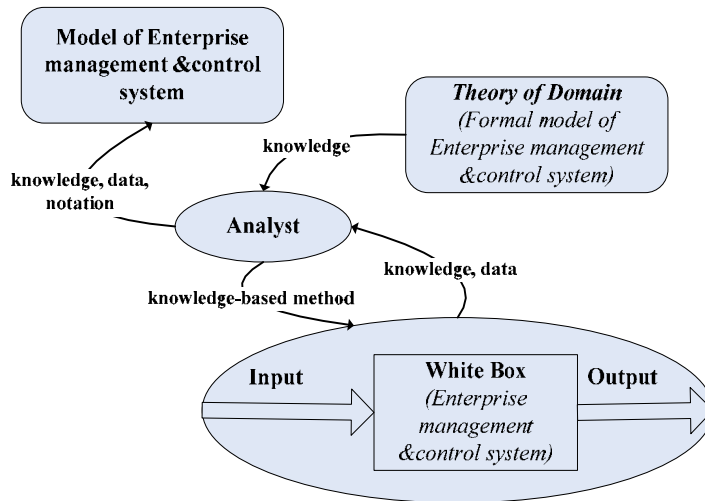 Model of Enterprise
management &control
system
Theory of Domain
(Formal model of
Enterprise management
&control system)
knowledge
knowledge, data,
notation
Analyst
knowledge, data
knowledge-based method
Input
White Box
Output
(Enterprise
management
&control system)